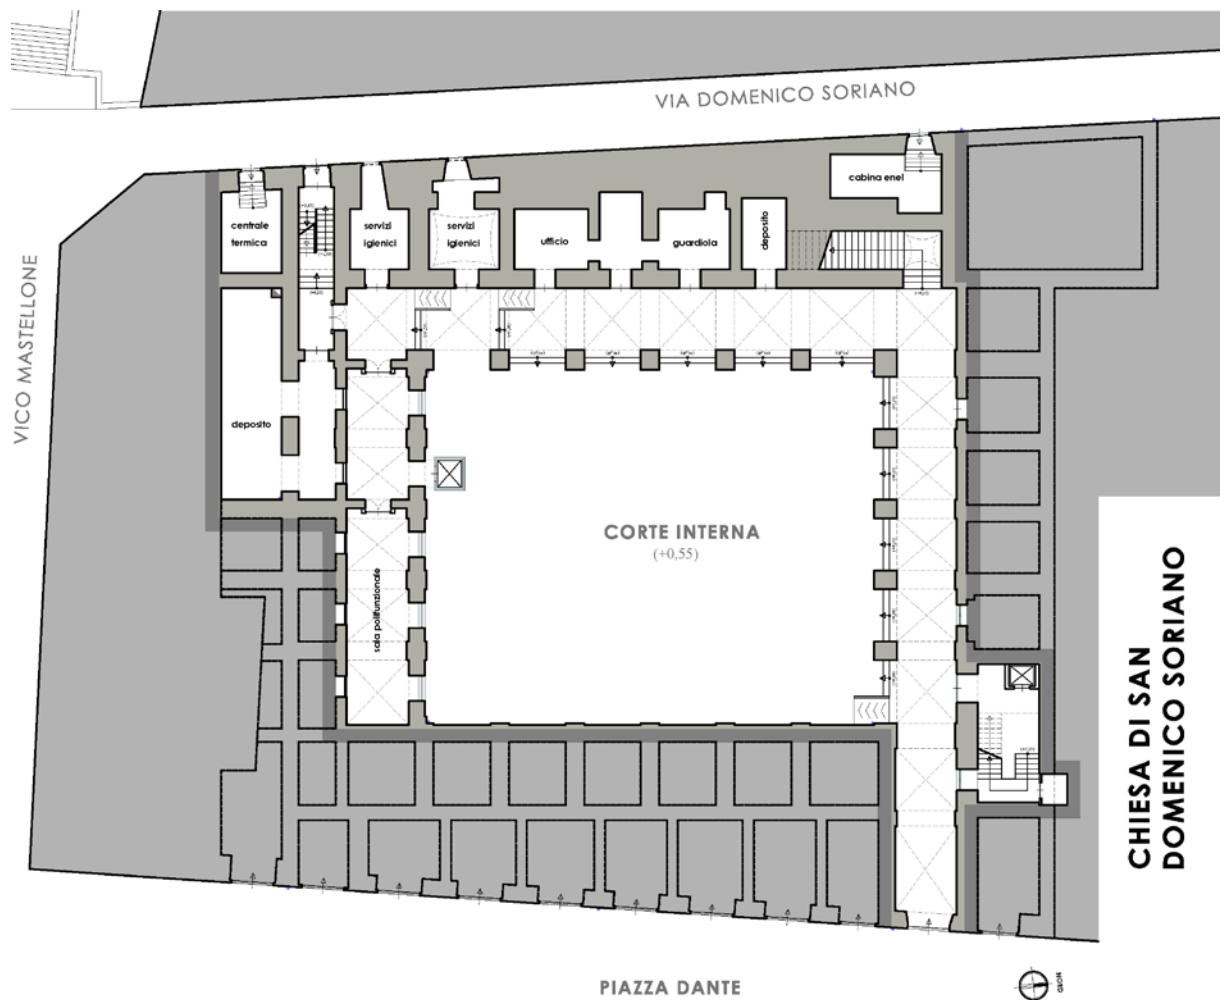 VIA DOMENICO SORIANO
cabina enel
centrale
termica
servizi
igienici
servizi
igienici
ufficio
guardiola
deposito
VICO MASTELLONE
deposito
CORTE INTERNA
(+0,55)
sala polifunzionale
CHIESA DI SAN
DOMENICO SORIANO
PIAZZA DANTE
NORD